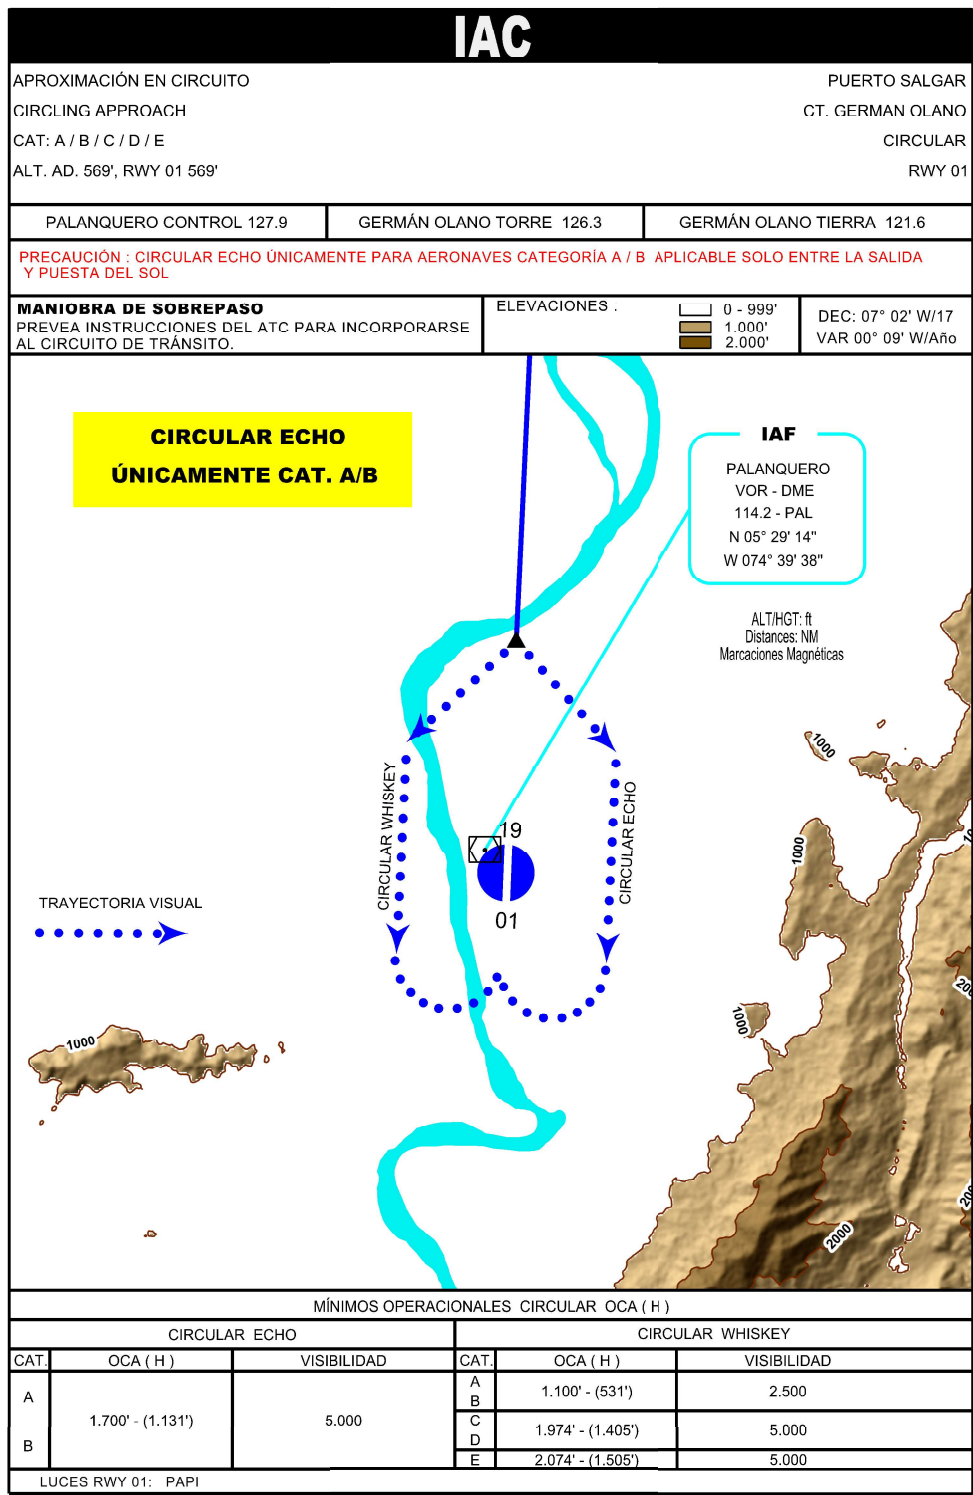 IAC
APROXIMACIÓN EN CIRCUITO
CIRCLING APPROACH
CAT: A / B / C / D / E
ALT. AD. 569', RWY 01 569'
PUERTO SALGAR
CT. GERMAN OLANO
CIRCULAR
RWY 01
PALANQUERO CONTROL 127.9
GERMÁN OLANO TORRE 126.3
GERMÁN OLANO TIERRA 121.6
PRECAUCIÓN : CIRCULAR ECHO ÚNICAMENTE PARA AERONAVES CATEGORÍA A / B APLICABLE SOLO ENTRE LA SALIDA
Y PUESTA DEL SOL
MANIOBRA DE SOBREPASO
PREVEA INSTRUCCIONES DEL ATC PARA INCORPORARSE
AL CIRCUITO DE TRÁNSITO.
ELEVACIONES .
0 - 999'
1.000'
2.000'
DEC: 07° 02' W/17
VAR 00° 09' W/Año
CIRCULAR ECHO
ÚNICAMENTE CAT. A/B
IAF
PALANQUERO
VOR - DME
114.2 - PAL
N 05° 29' 14"
W 074° 39' 38"
ALT/HGT: ft
Distances: NM
Marcaciones Magnéticas
1000
CIRCULAR WHISKEY
CIRCULAR ECHO
19
01
1000
TRAYECTORIA VISUAL
1000
1000
2000
MÍNIMOS OPERACIONALES CIRCULAR OCA ( H )
CIRCULAR ECHO
CIRCULAR WHISKEY
CAT. OCA ( H ) VISIBILIDAD
CAT. OCA ( H ) VISIBILIDAD
A
B
1.700' - (1.131')
5.000
A
B
1.100' - (531')
2.500
C
D
1.974' - (1.405')
5.000
E
2.074' - (1.505')
5.000
LUCES RWY 01: PAPI